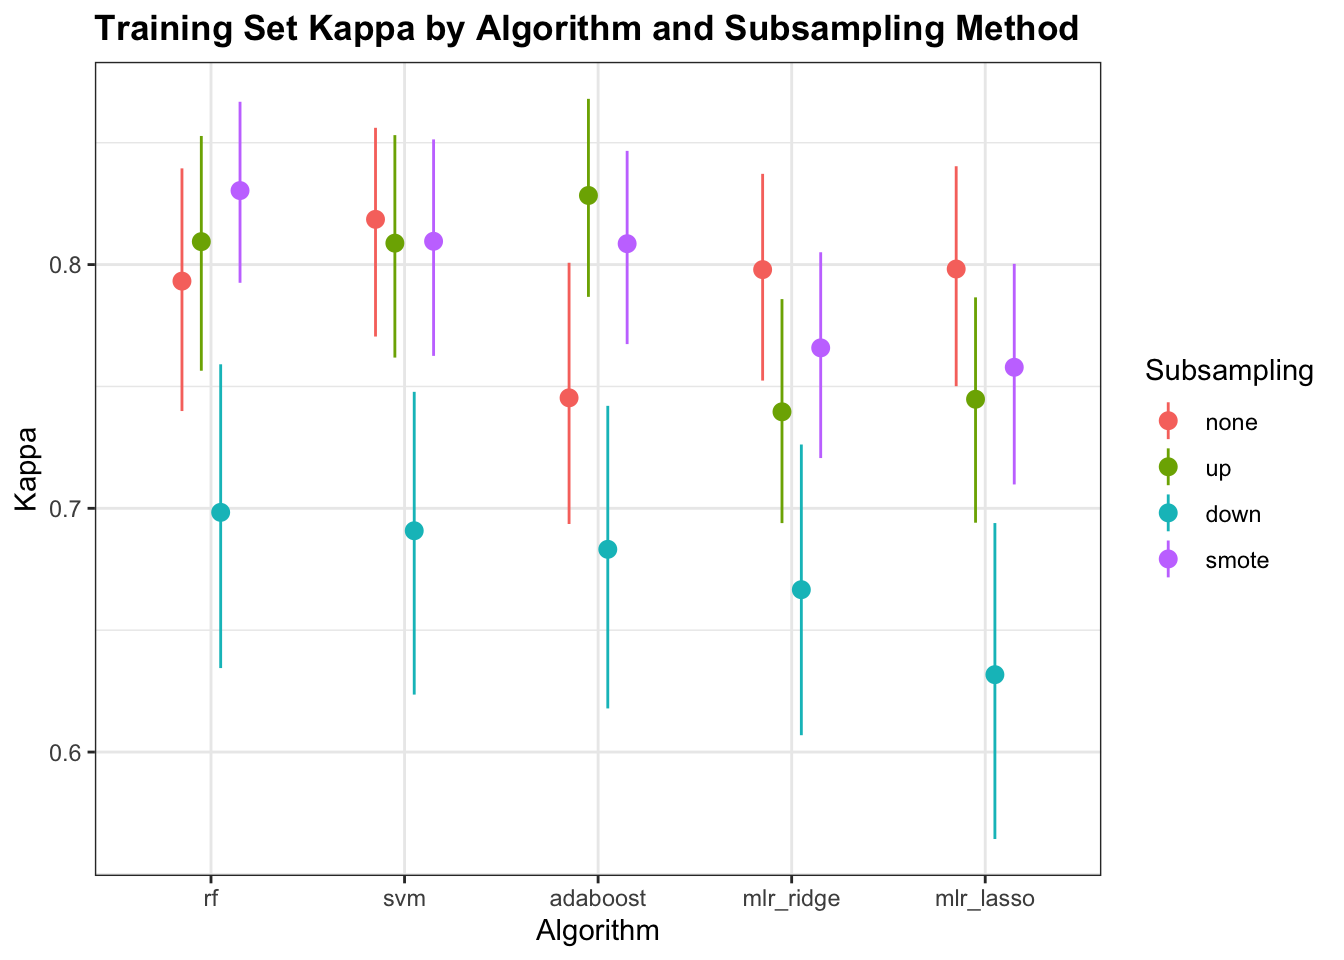 Training Set Kappa by Algorithm and Subsampling Method
Kappa
0.8
0.7
0.6
rf
svm
adaboost
mlr_ridge
mlr_lasso
Algorithm
Subsampling
none
up
down
smote